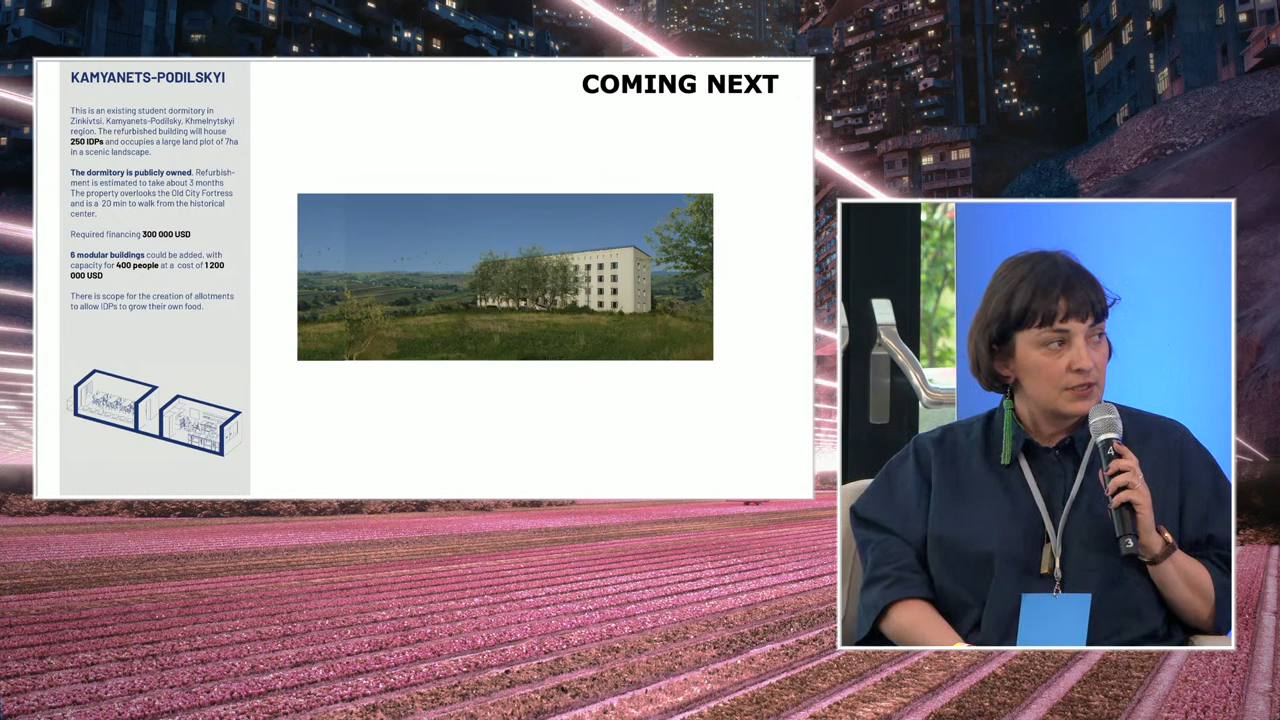 KAMYANETS-PODILSKYI
This is an existing student dormitory in
Zinkivtsi, Kamyanets-Podilsky, Khmelnytskyi
region. The refurbished building will house
250 IDPs and occupies a large land plot of 7ha
in a scenic landscape.
The dormitory is publicly owned. Refurbish-
ment is estimated to take about 3 months
The property overlooks the Old City Fortress
and is a 20 min to walk from the historical
center.
Required financing 300 000 USD
6 modular buildings could be added, with
capacity for 400 people at a cost of 1 200
000 USD
There is scope for the creation of allotments
to allow IDPs to grow their own food.
COMING NEXT
4
3